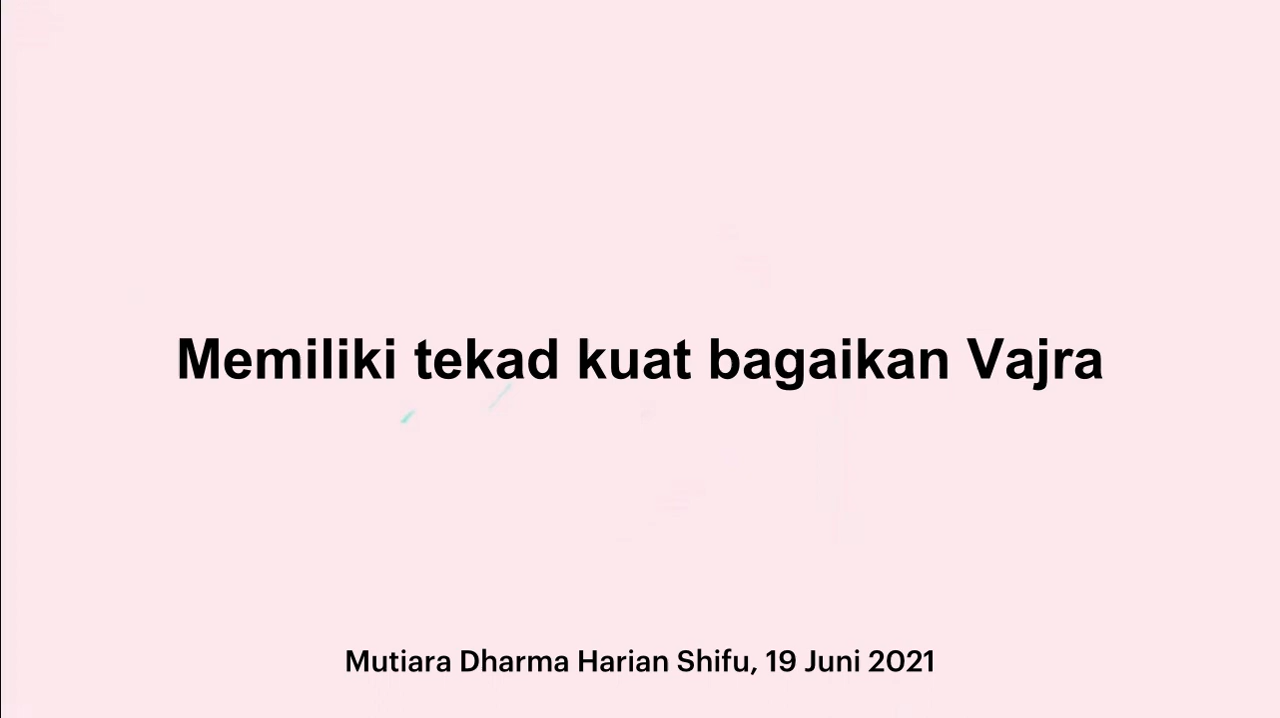 Memiliki tekad kuat bagaikan Vajra
Mutiara Dharma Harian Shifu, 19 Juni 2021